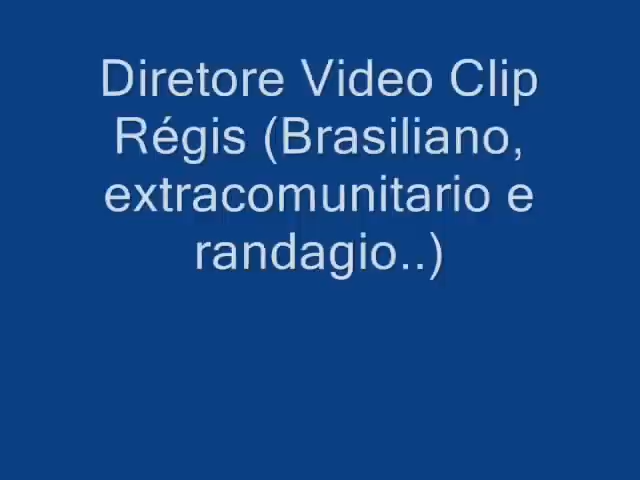 Diretore Video Clip
Régis (Brasiliano,
extracomunitario e
randagio..)